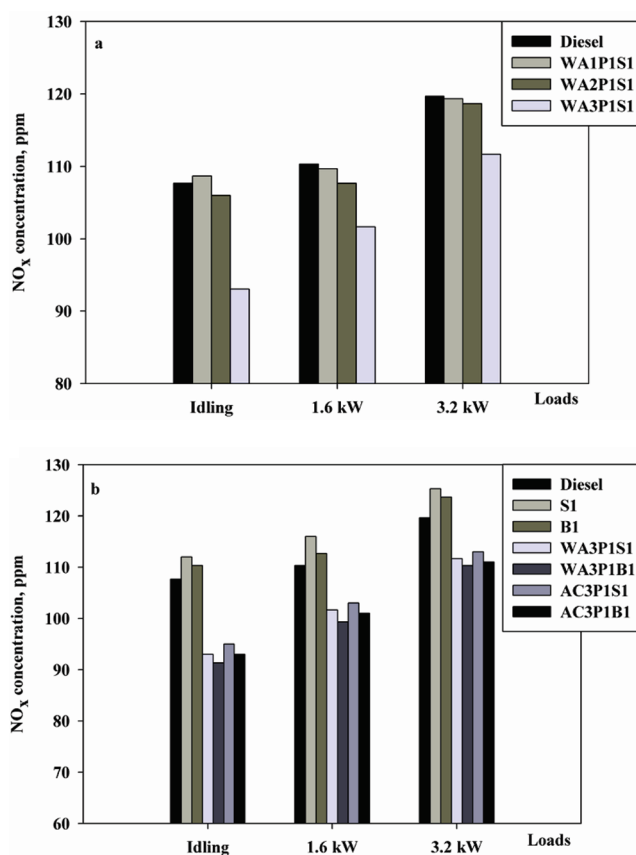 a
130
120
110
100
90
80
NOX concentration, ppm
Diesel
WA1P1S1
WA2P1S1
WA3P1S1
Idling
1.6 kW
3.2 kW
Loads
b
130
120
110
100
90
80
70
60
NOX concentration, ppm
Diesel
S1
B1
WA3P1S1
WA3P1B1
AC3P1S1
AC3P1B1
Idling
1.6 kW
3.2 kW
Loads